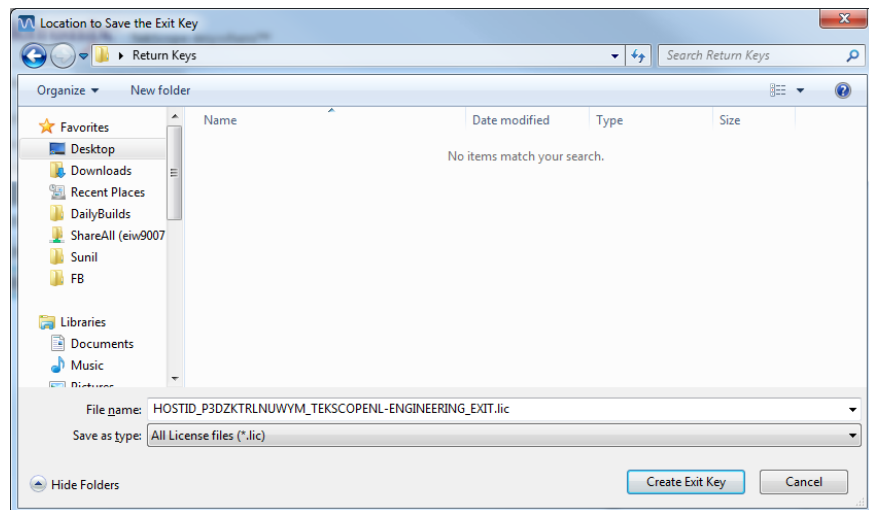 Location to Save the Exit Key
Return Keys
Search Return Keys
Organize
New folder
Name
Date modified
Type
Size
No items match your search.
Favorites
Desktop
Downloads
Recent Places
DailyBuilds
ShareAll (eiw9007
Sunil
FB
Libraries
Documents
Music
Pictures
File name: HOSTID_P3DZKTRLNUWYM_TEKSCOPENL-ENGINEERING_EXIT.lic
Save as type: All License files (*.lic)
Hide Folders
Create Exit Key
Cancel